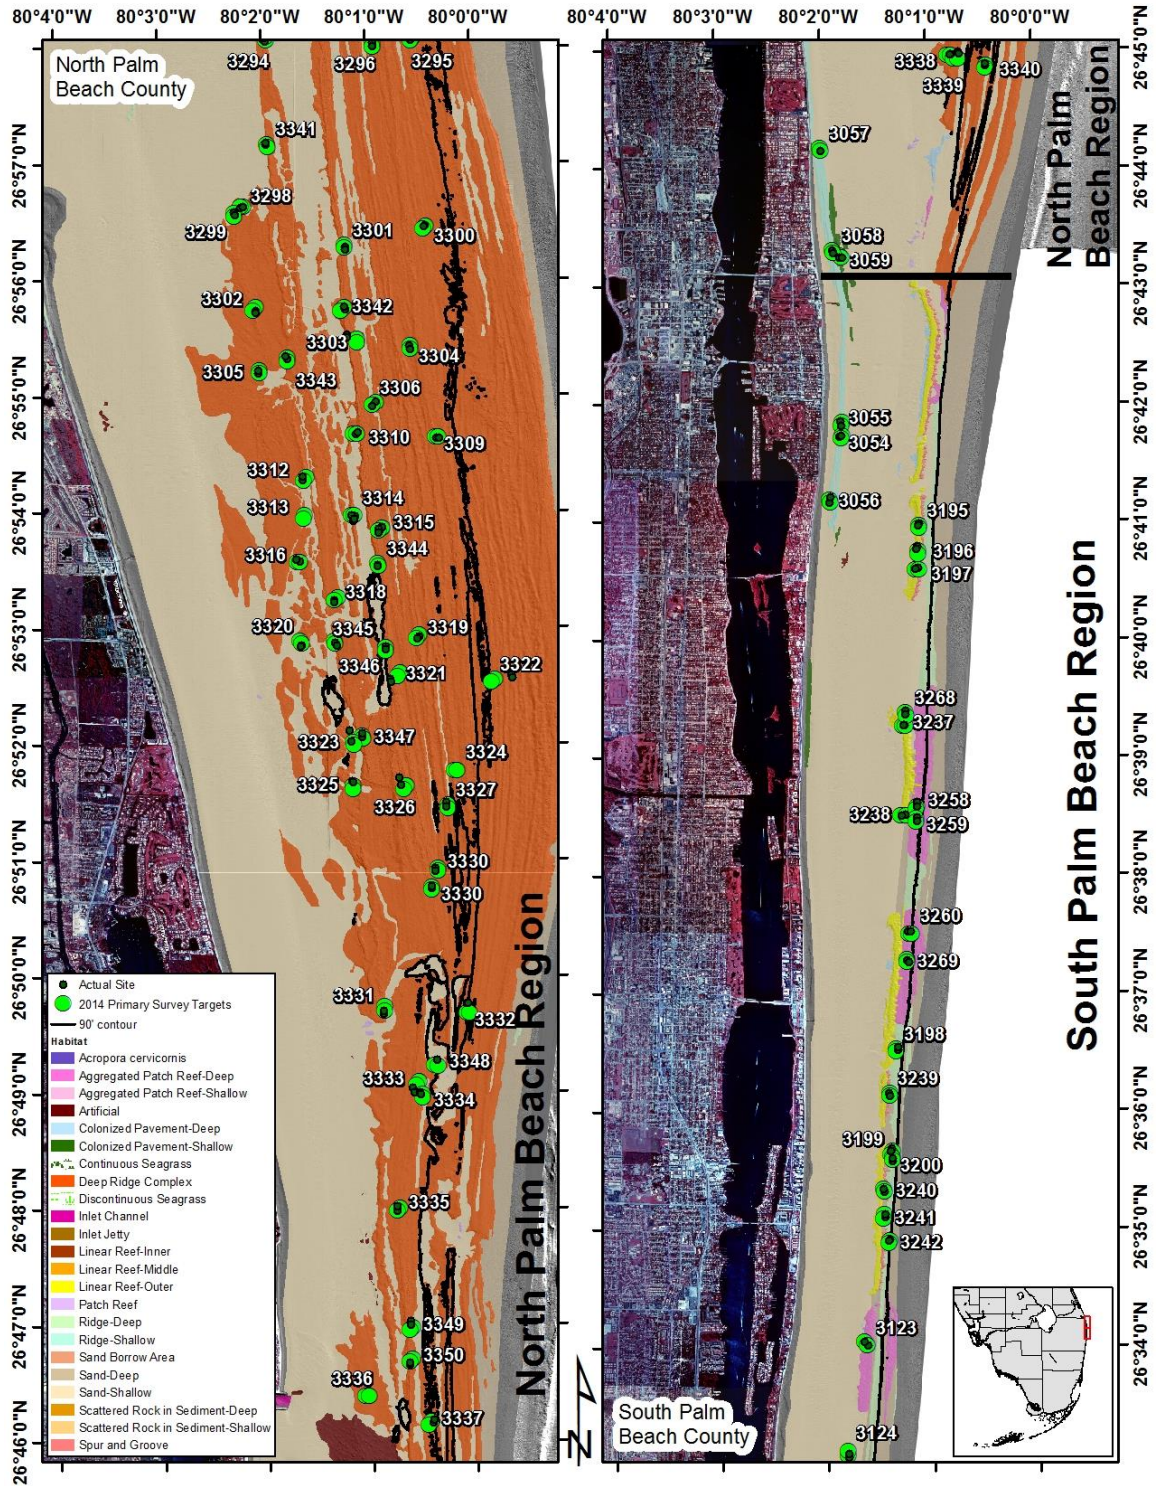 80°4'0"W 80°3'0"W 80°2'0"W 80°1'0"W 80°0'0"W
80°4'0"W 80°3'0"W 80°2'0"W 80°1'0"W 80°0'0"W
North Palm
Beach County
3294
3296
3295
3341
3298
3299
3301
3300
3302
3342
3303
3304
3305
3343
3306
3310
3309
3312
3313
3314
3315
3316
3344
3318
3320
3345
3319
3346
3321
3322
3323
3347
3324
3325
3326
3327
3330
3330
3331
3332
3348
3333
3334
3335
3349
3350
3336
3337
26°57'0"N
26°56'0"N
26°55'0"N
26°54'0"N
26°53'0"N
26°52'0"N
26°51'0"N
26°50'0"N
26°49'0"N
26°48'0"N
26°47'0"N
26°46'0"N
North Palm Beach Region
Actual Site
2014 Primary Survey Targets
90' contour
Habitat
Acropora cervicornis
Aggregated Patch Reef-Deep
Aggregated Patch Reef-Shallow
Artificial
Colonized Pavement-Deep
Colonized Pavement-Shallow
Continuous Seagrass
Deep Ridge Complex
Discontinuous Seagrass
Inlet Channel
Inlet Jetty
Linear Reef-Inner
Linear Reef-Middle
Linear Reef-Outer
Patch Reef
Ridge-Deep
Ridge-Shallow
Sand Borrow Area
Sand-Deep
Sand-Shallow
Scattered Rock in Sediment-Deep
Scattered Rock in Sediment-Shallow
Spur and Groove
N
3338
3339
3340
3057
3058
3059
3055
3054
3056
3195
3196
3197
3268
3237
3258
3238
3259
3260
3269
3198
3239
3199
3200
3240
3241
3242
3123
3124
North Palm
Beach Region
South Palm Beach Region
South Palm
Beach County
26°45'0"N
26°44'0"N
26°43'0"N
26°42'0"N
26°41'0"N
26°40'0"N
26°39'0"N
26°38'0"N
26°37'0"N
26°36'0"N
26°35'0"N
26°34'0"N